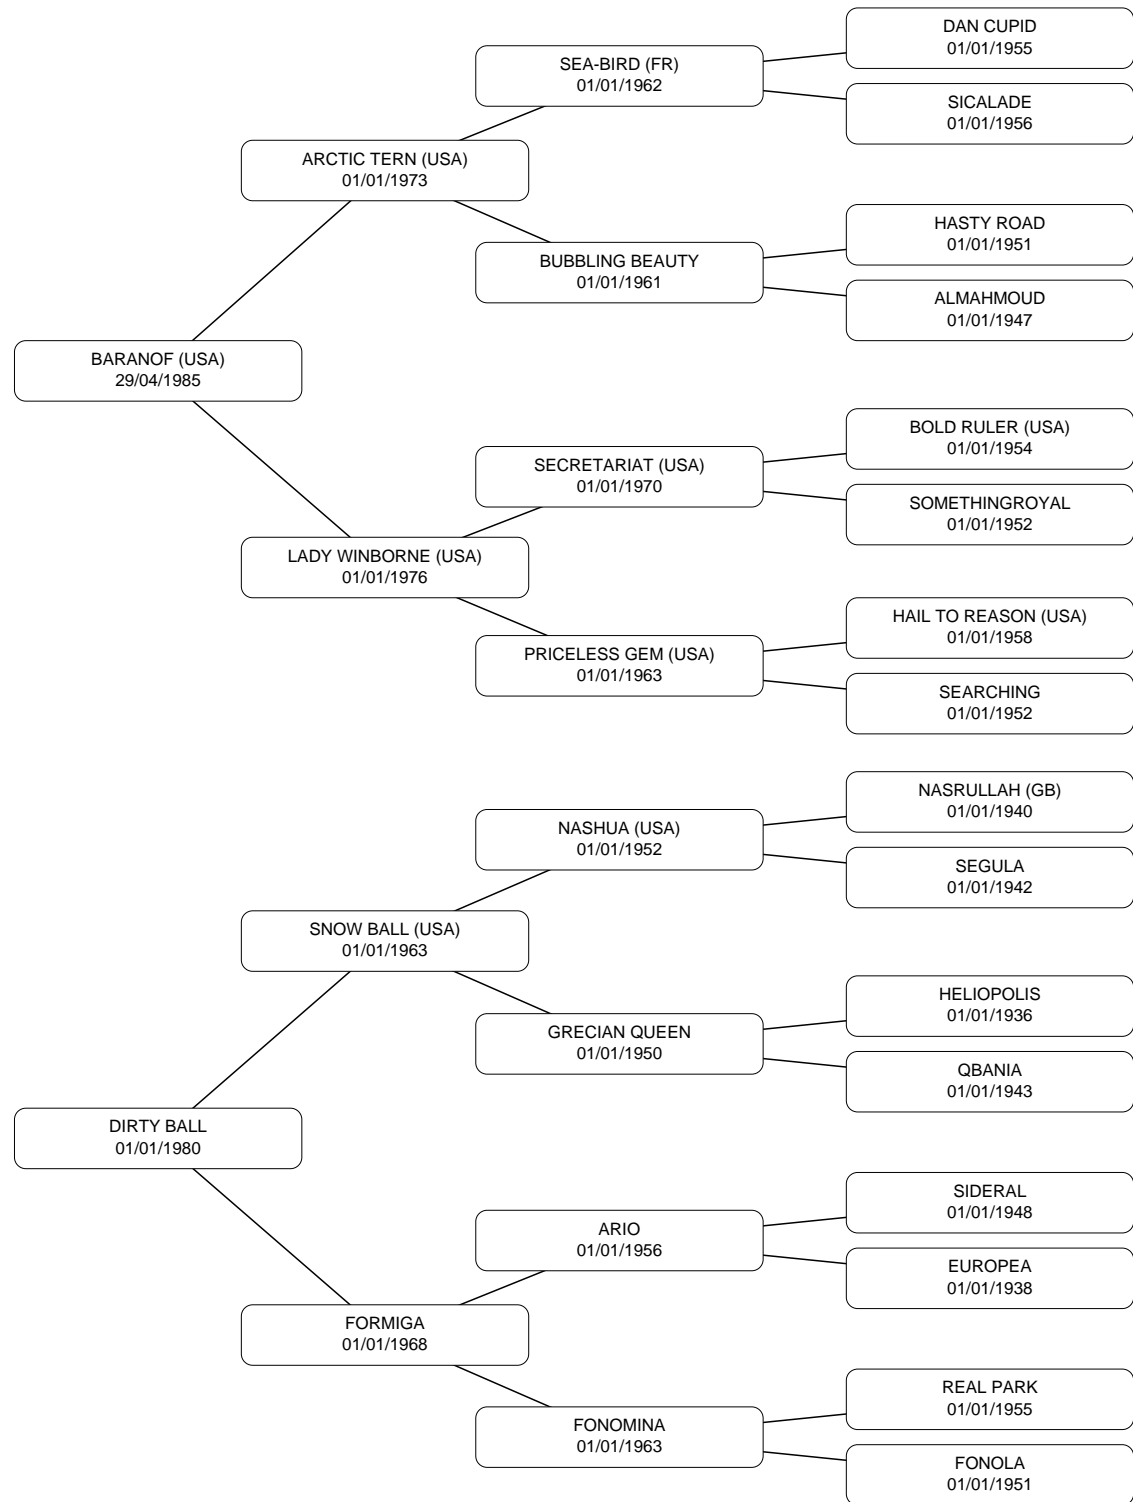 DAN CUPID
01/01/1955
SEA-BIRD (FR)
01/01/1962
SICALADE
01/01/1956
ARCTIC TERN (USA)
01/01/1973
HASTY ROAD
01/01/1951
BUBBLING BEAUTY
01/01/1961
ALMAHMOUD
01/01/1947
BARANOF (USA)
29/04/1985
BOLD RULER (USA)
01/01/1954
SECRETARIAT (USA)
01/01/1970
SOMETHINGROYAL
01/01/1952
LADY WINBORNE (USA)
01/01/1976
HAIL TO REASON (USA)
01/01/1958
PRICELESS GEM (USA)
01/01/1963
SEARCHING
01/01/1952
NASRULLAH (GB)
01/01/1940
NASHUA (USA)
01/01/1952
SEGULA
01/01/1942
SNOW BALL (USA)
01/01/1963
HELIOPOLIS
01/01/1936
GRECIAN QUEEN
01/01/1950
QBANIA
01/01/1943
DIRTY BALL
01/01/1980
SIDERAL
01/01/1948
ARIO
01/01/1956
EUROPEA
01/01/1938
FORMIGA
01/01/1968
REAL PARK
01/01/1955
FONOMINA
01/01/1963
FONOLA
01/01/1951